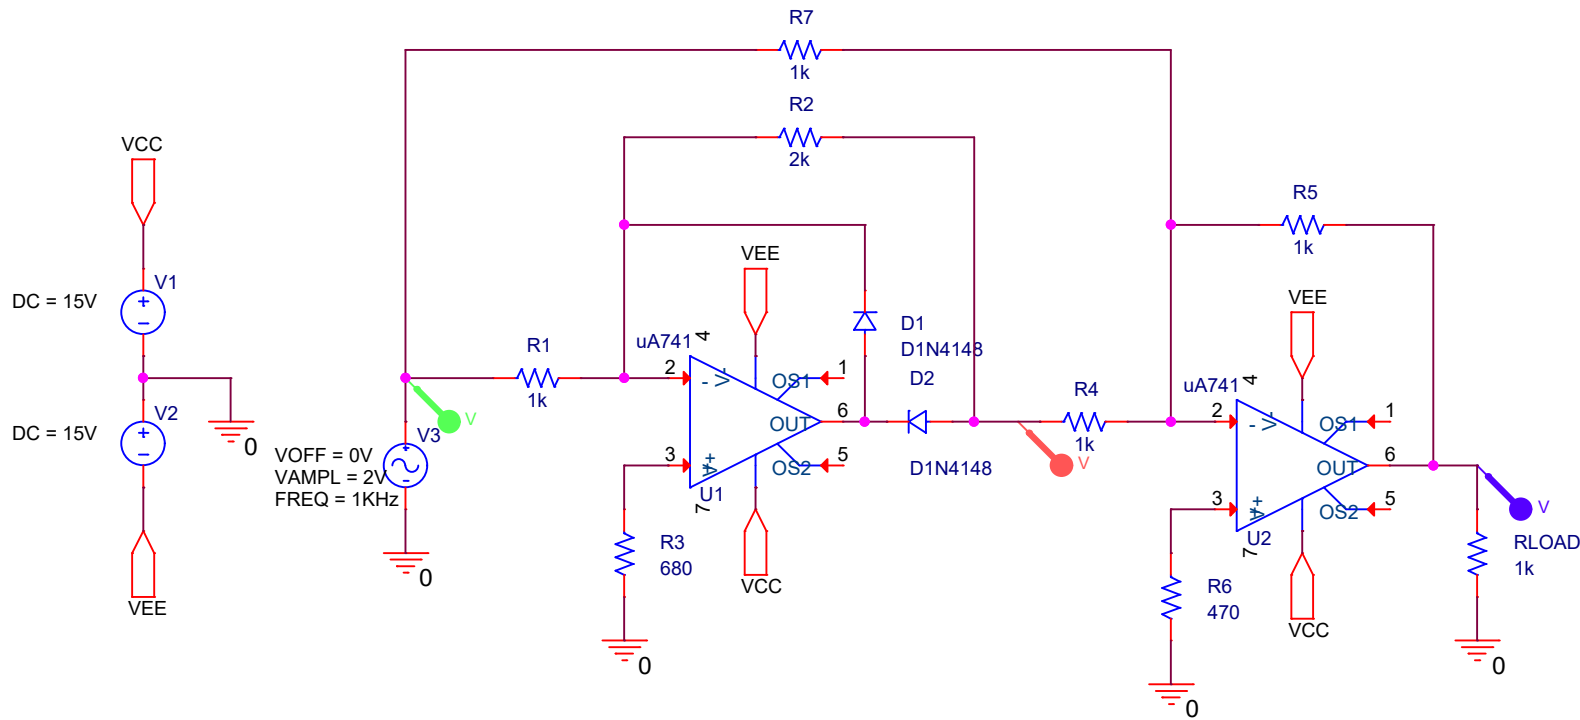 R7
1k
R2
2k
VCC
R5
1k
VEE
V1
DC = 15V
VEE
D1
D1N4148
uA741
4
R1
1k
2
-
V-
OS1
1
D2
D1N4148
6
OUT
R4
1k
uA741
4
2
-
V-
OS1
1
V2
DC = 15V
0
V
V3
VOFF = 0V
VAMPL = 2V
FREQ = 1KHz
0
3
+
V+
OS2
5
U1
7
V
6
OUT
3
+
V+
OS2
5
U2
7
V
R3
680
VCC
0
R6
470
VCC
0
RLOAD
1k
0
VEE